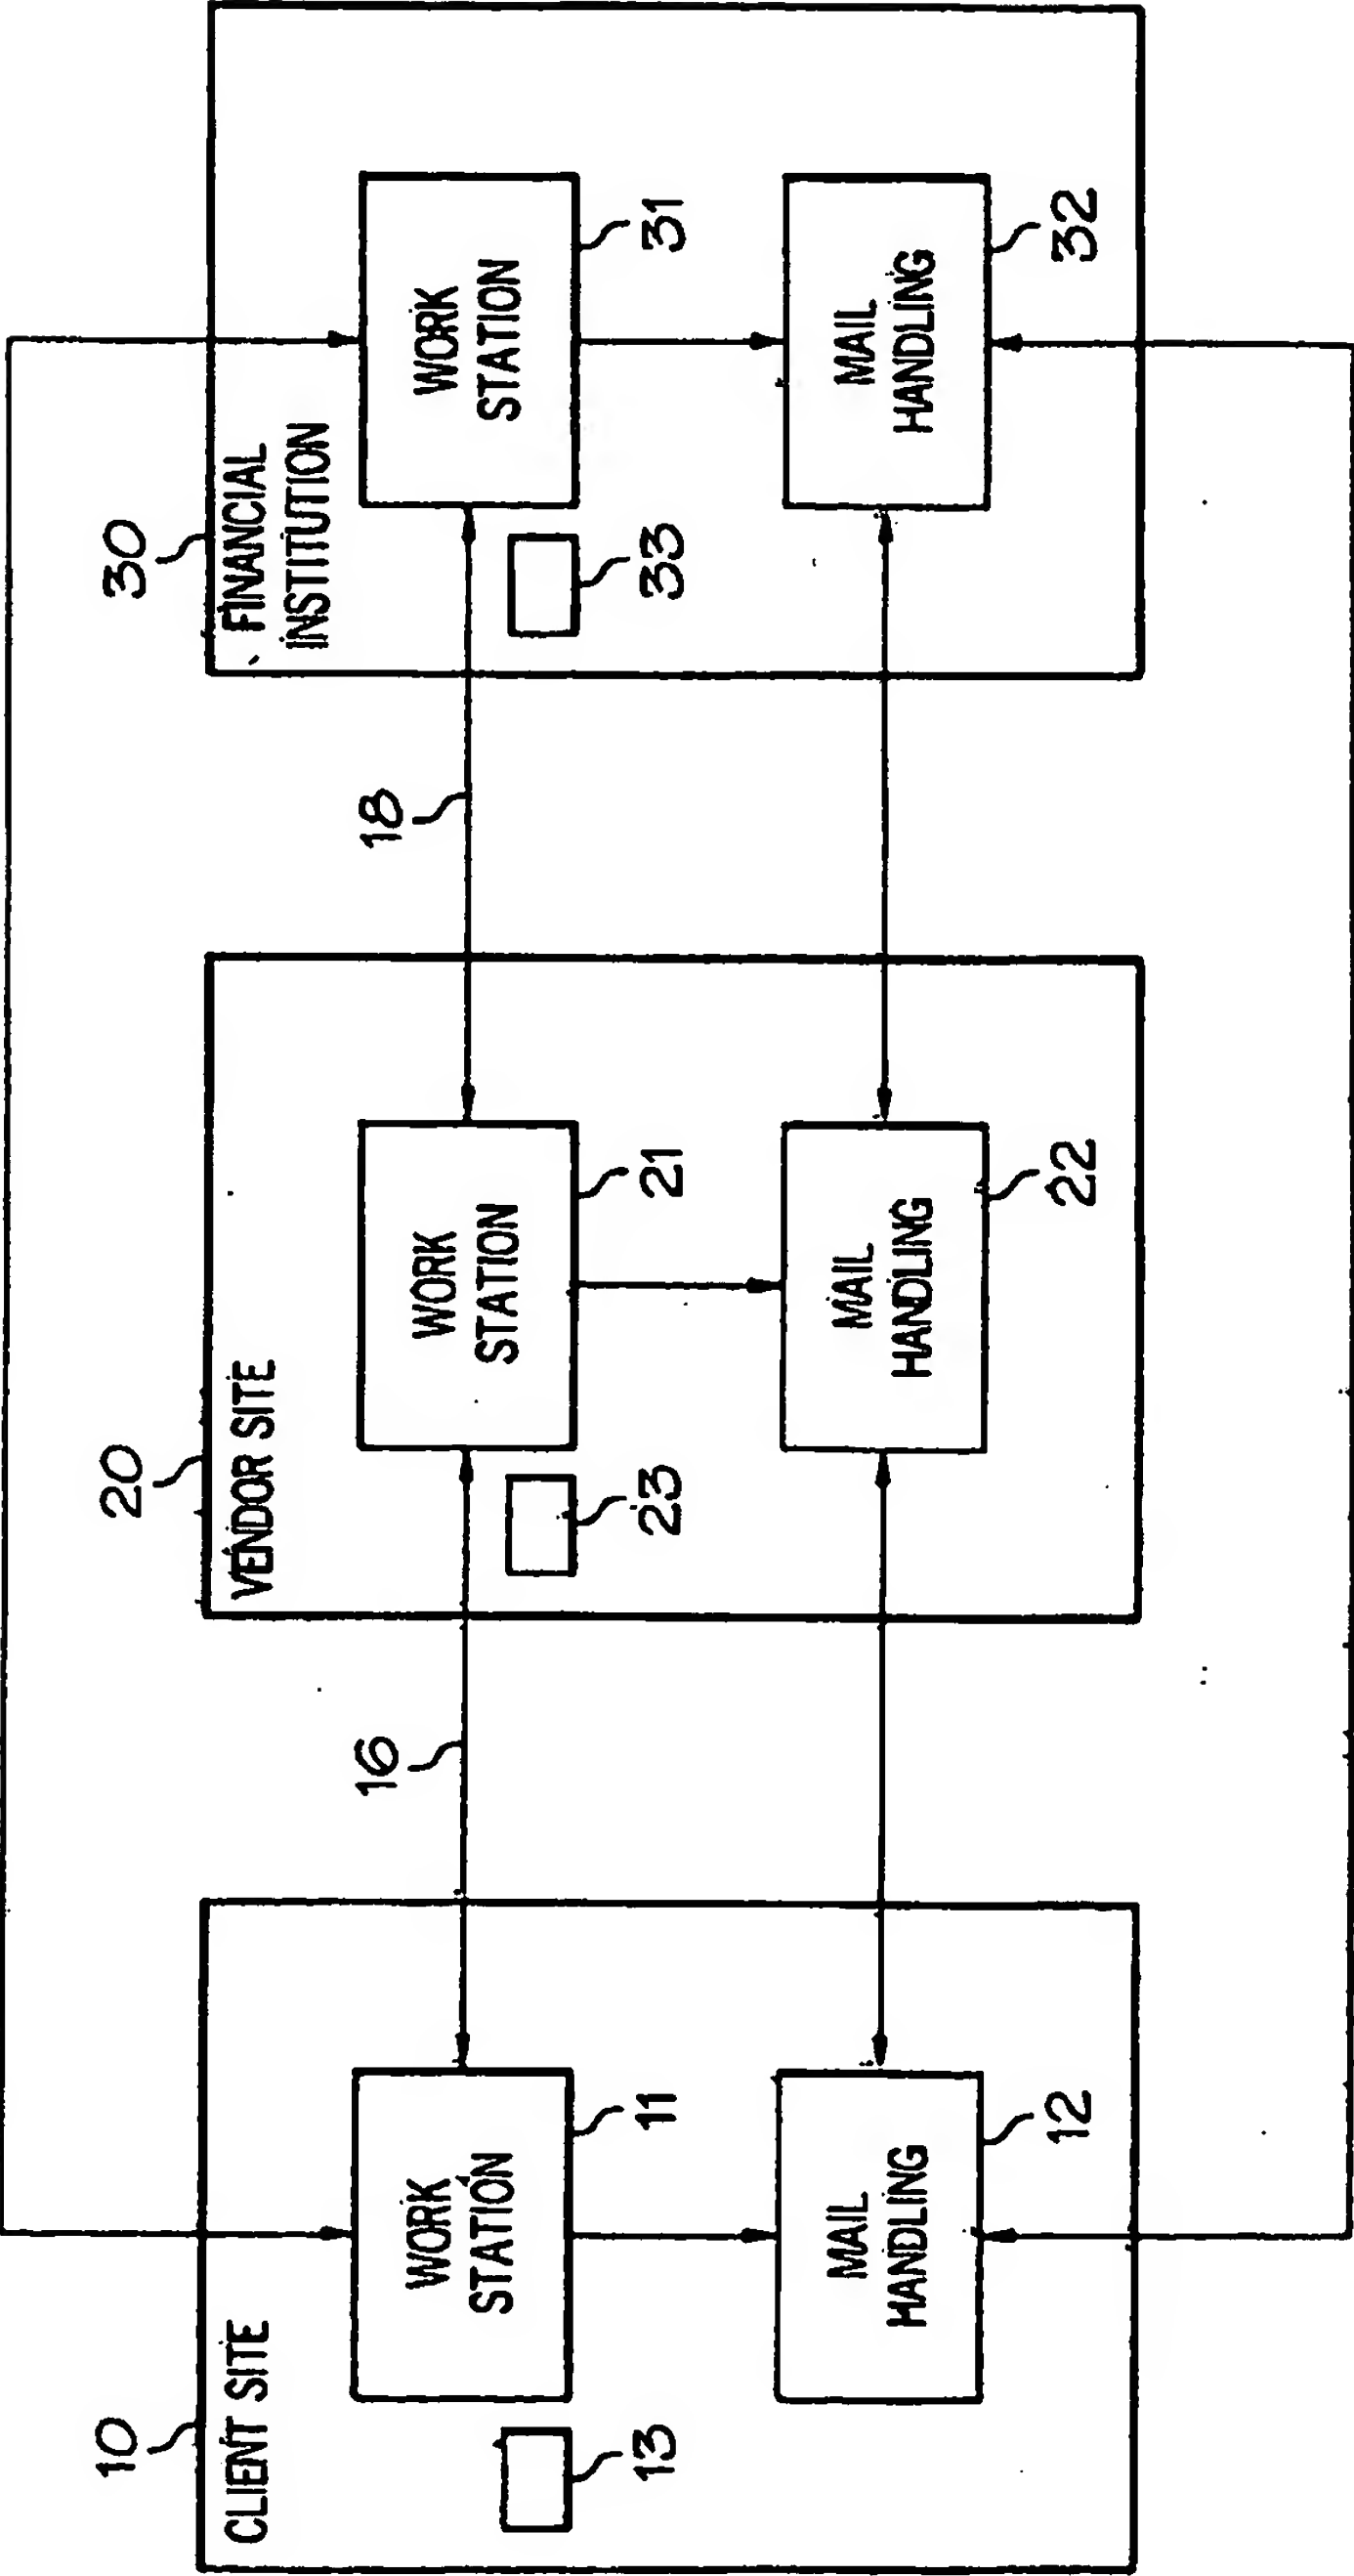 10
CLIENT SITE
WORK
STATION
11
13
MAIL
HANDLING
12
16
20
VENDOR SITE
WORK
STATION
21
23
MAIL
HANDLING
22
18
30
FINANCIAL
INSTITUTION
WORK
STATION
31
33
MAIL
HANDLING
32